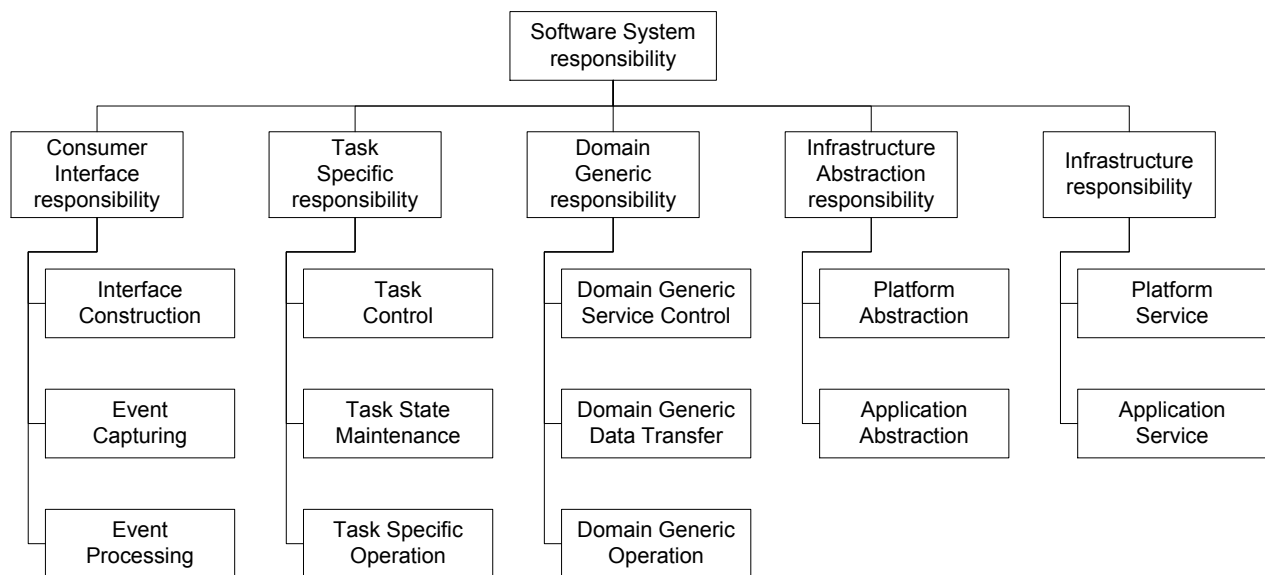 Software System
responsibility
Consumer
Interface
responsibility
Task
Specific
responsibility
Domain
Generic
responsibility
Infrastructure
Abstraction
responsibility
Infrastructure
responsibility
Interface
Construction
Task
Control
Domain Generic
Service Control
Platform
Abstraction
Platform
Service
Event
Capturing
Task State
Maintenance
Domain Generic
Data Transfer
Application
Abstraction
Application
Service
Event
Processing
Task Specific
Operation
Domain Generic
Operation